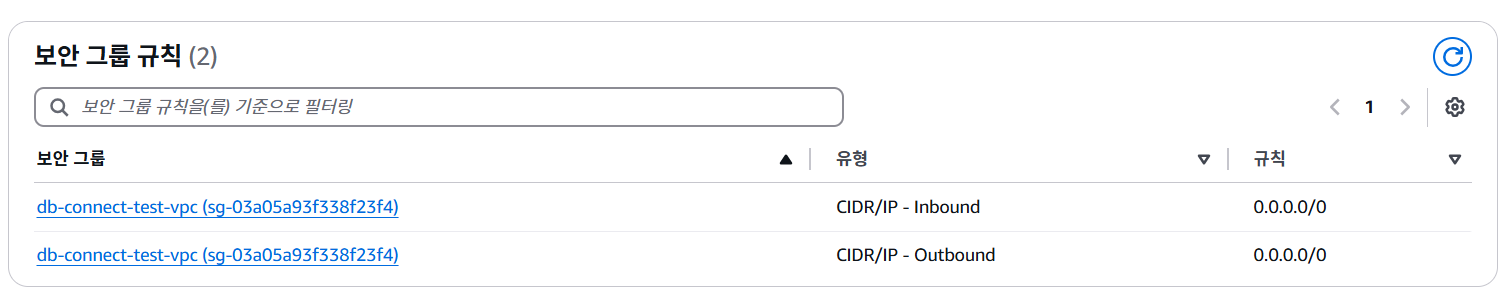 보안 그룹 규칙 (2)
보안 그룹 규칙을(를) 기준으로 필터링
1
보안 그룹 유형 규칙
db-connect-test-vpc (sg-03a05a93f338f23f4) CIDR/IP - Inbound 0.0.0.0/0
db-connect-test-vpc (sg-03a05a93f338f23f4) CIDR/IP - Outbound 0.0.0.0/0